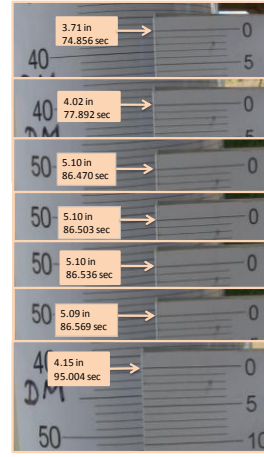 3.71 in
74.856 sec
0
40
5
4.02 in
77.892 sec
0
40
DM
5.10 in
86.470 sec
50
0
5.10 in
86.503 sec
50
0
5.10 in
86.536 sec
50
0
5.09 in
86.569 sec
50
0
4.15 in
95.004 sec
0
DM
5
50
10